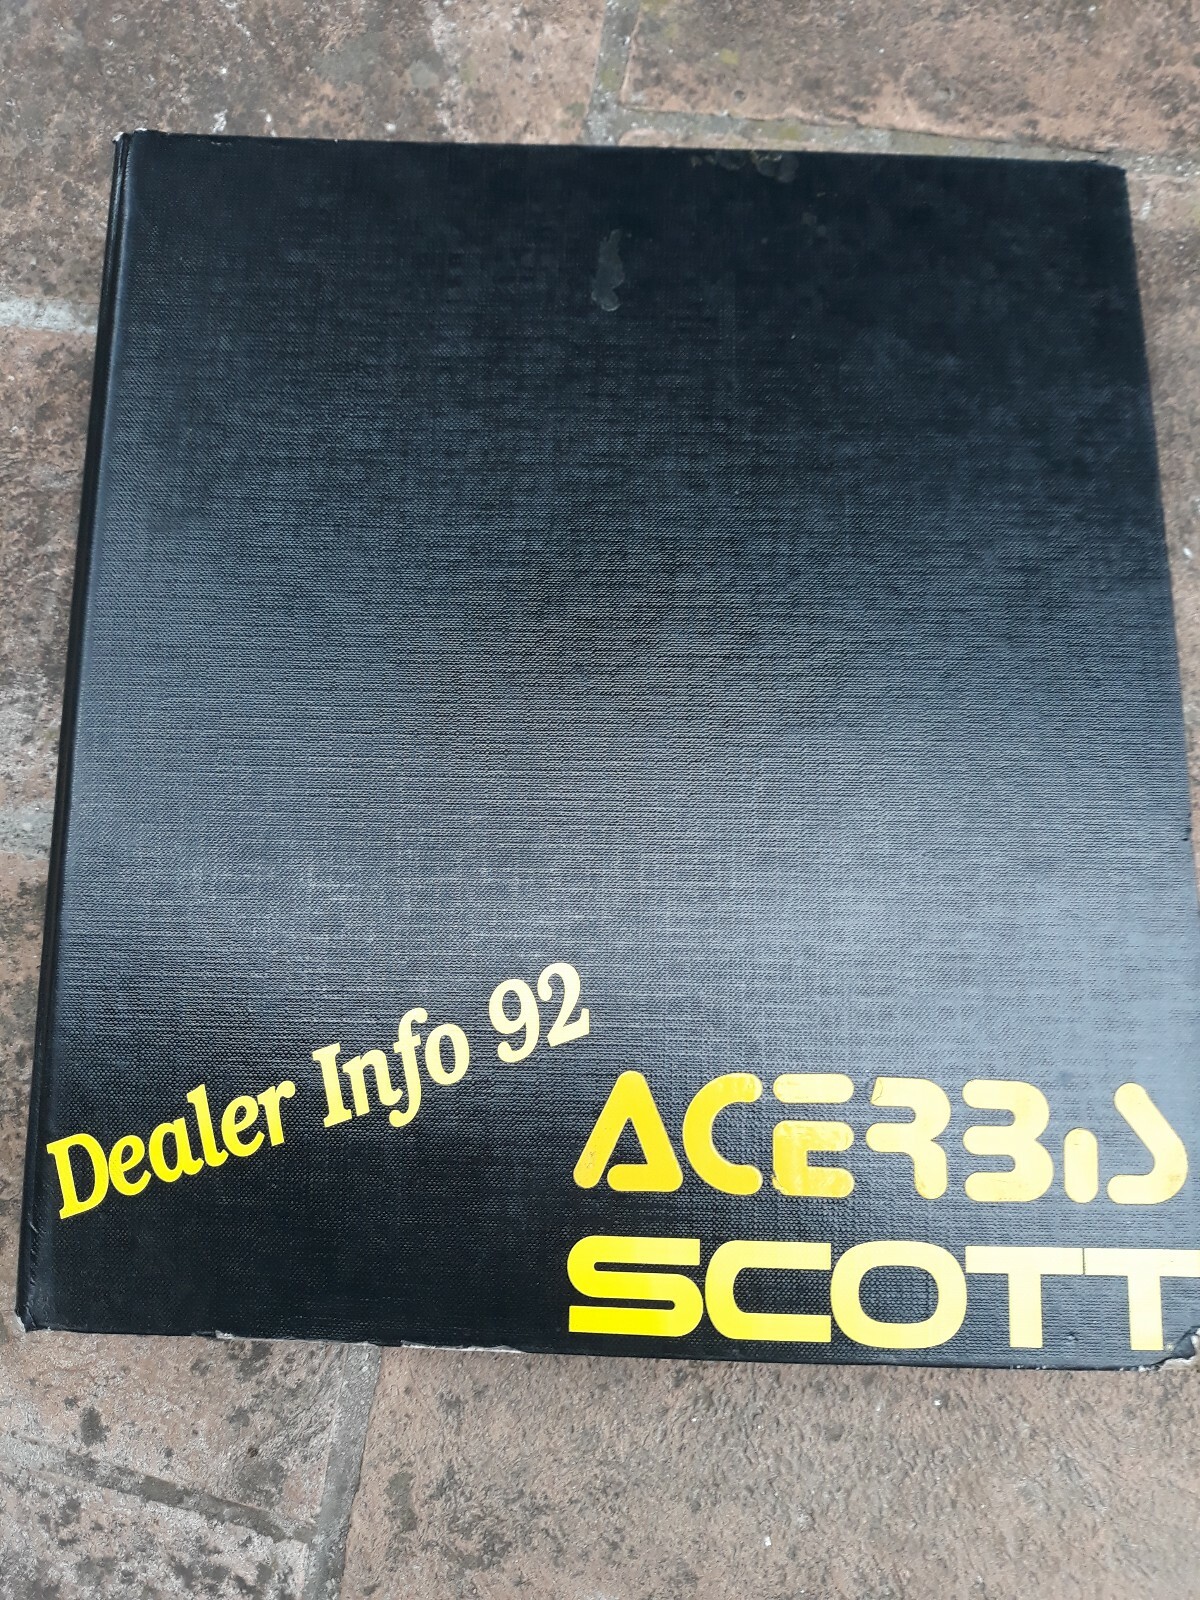 Dealer Info 92
ACERBIS
SCOTT